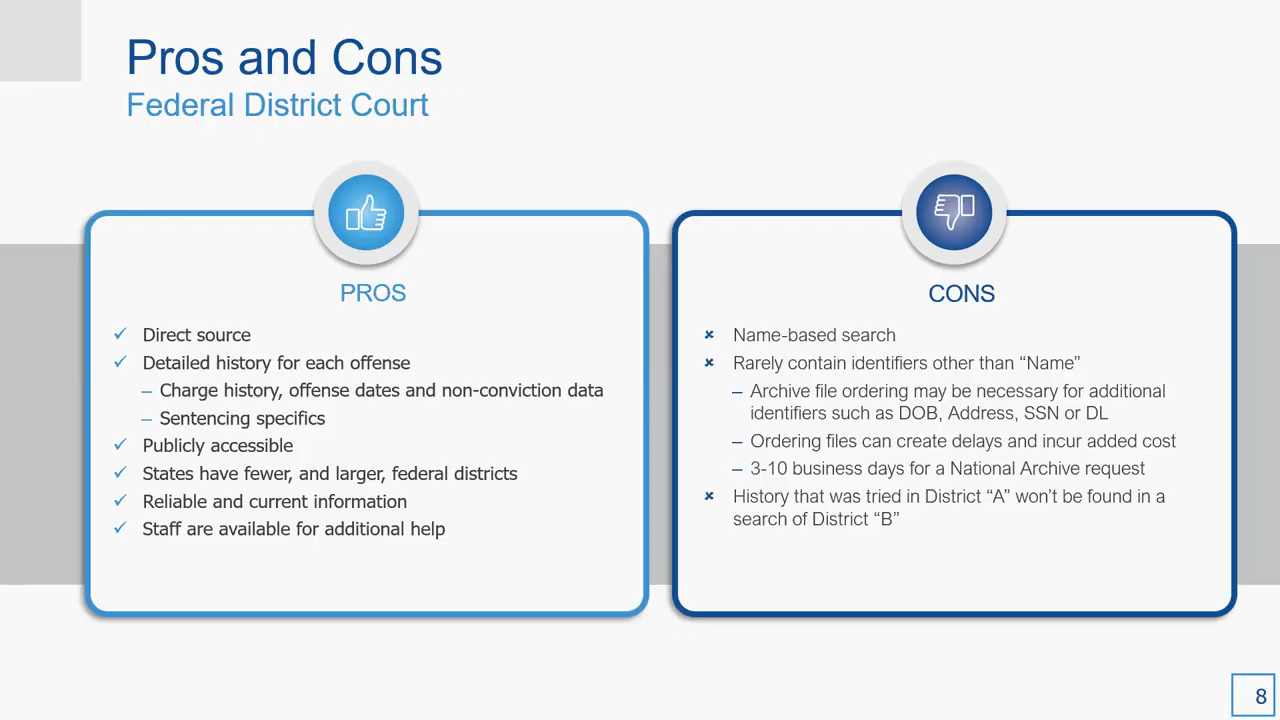 Pros and Cons
Federal District Court
PROS
Direct source
Detailed history for each offense
– Charge history, offense dates and non-conviction data
– Sentencing specifics
Publicly accessible
States have fewer, and larger, federal districts
Reliable and current information
Staff are available for additional help
CONS
Name-based search
Rarely contain identifiers other than “Name”
– Archive file ordering may be necessary for additional
identifiers such as DOB, Address, SSN or DL
– Ordering files can create delays and incur added cost
– 3-10 business days for a National Archive request
History that was tried in District “A” won’t be found in a
search of District “B”
8